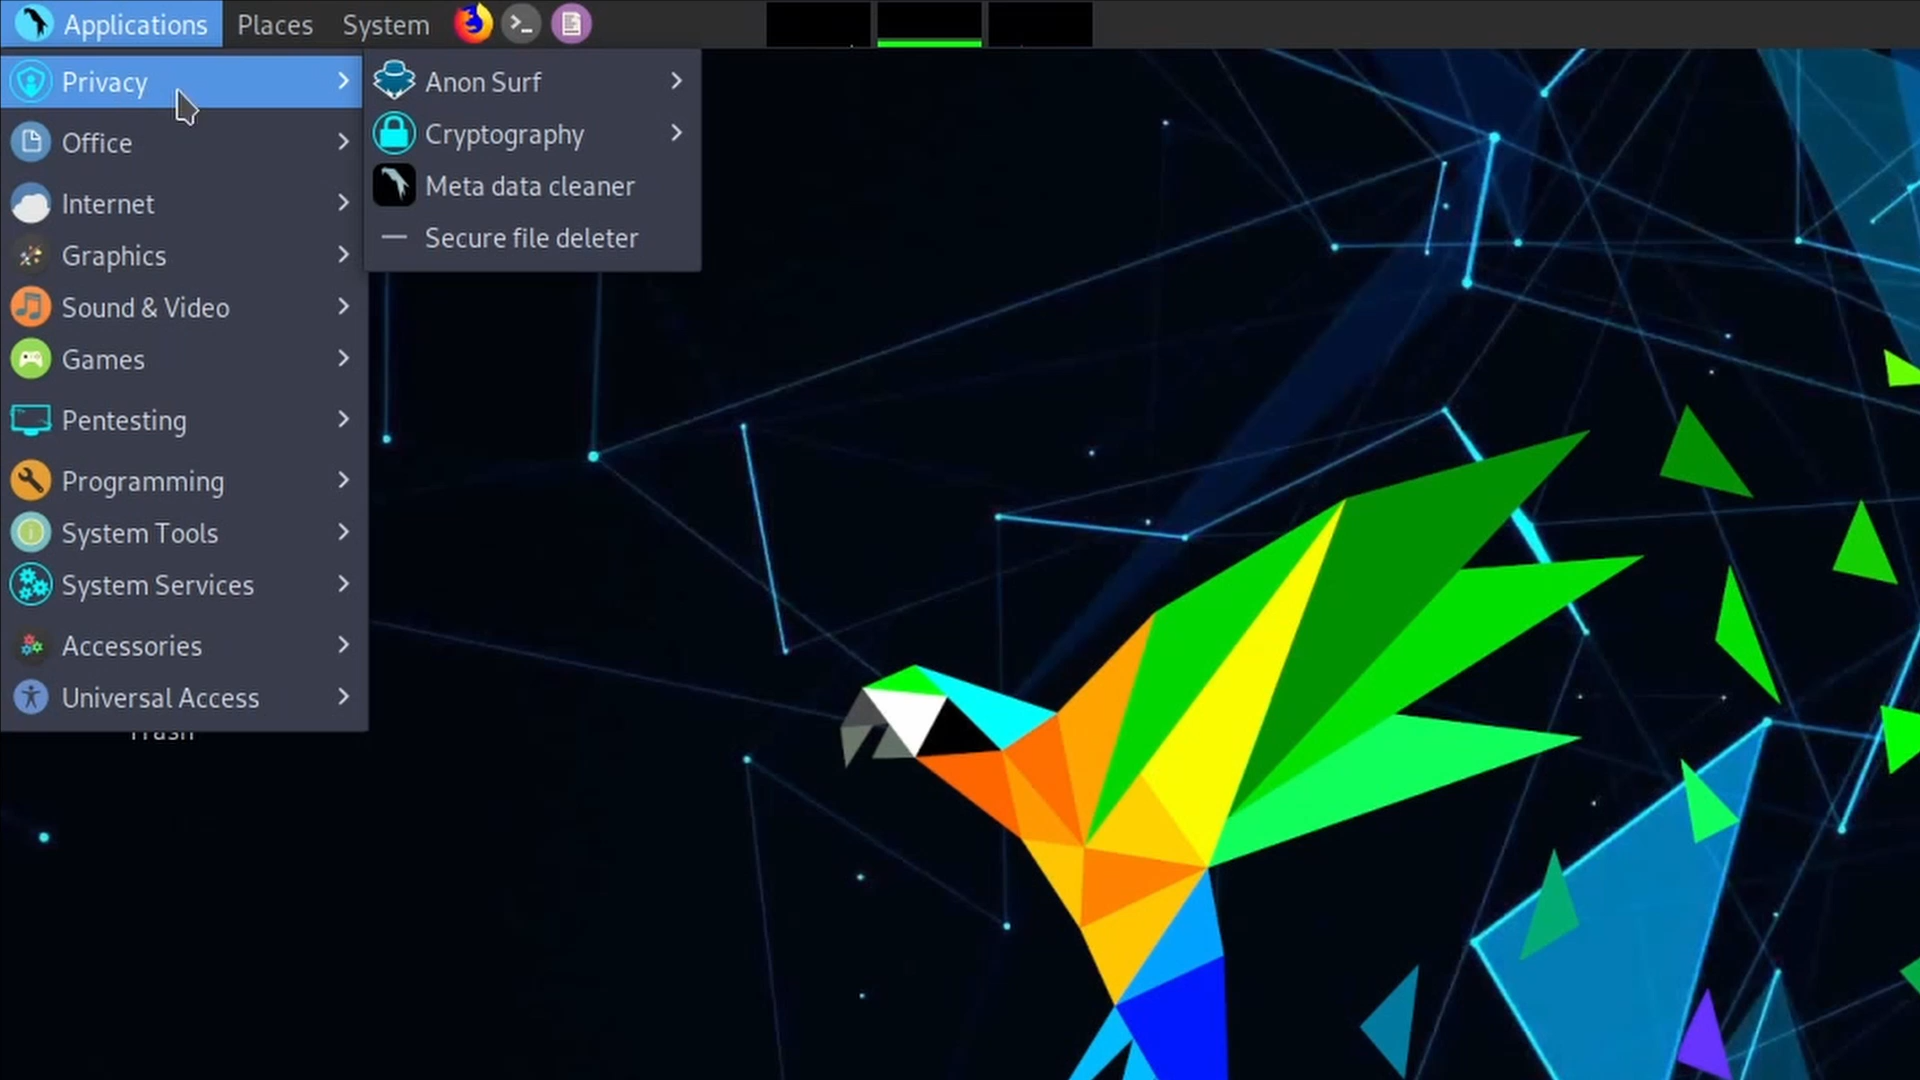 Applications Places System
Privacy
Office
Internet
Graphics
Sound & Video
Games
Pentesting
Programming
System Tools
System Services
Accessories
Universal Access
Anon Surf
Cryptography
Meta data cleaner
Secure file deleter
Trash